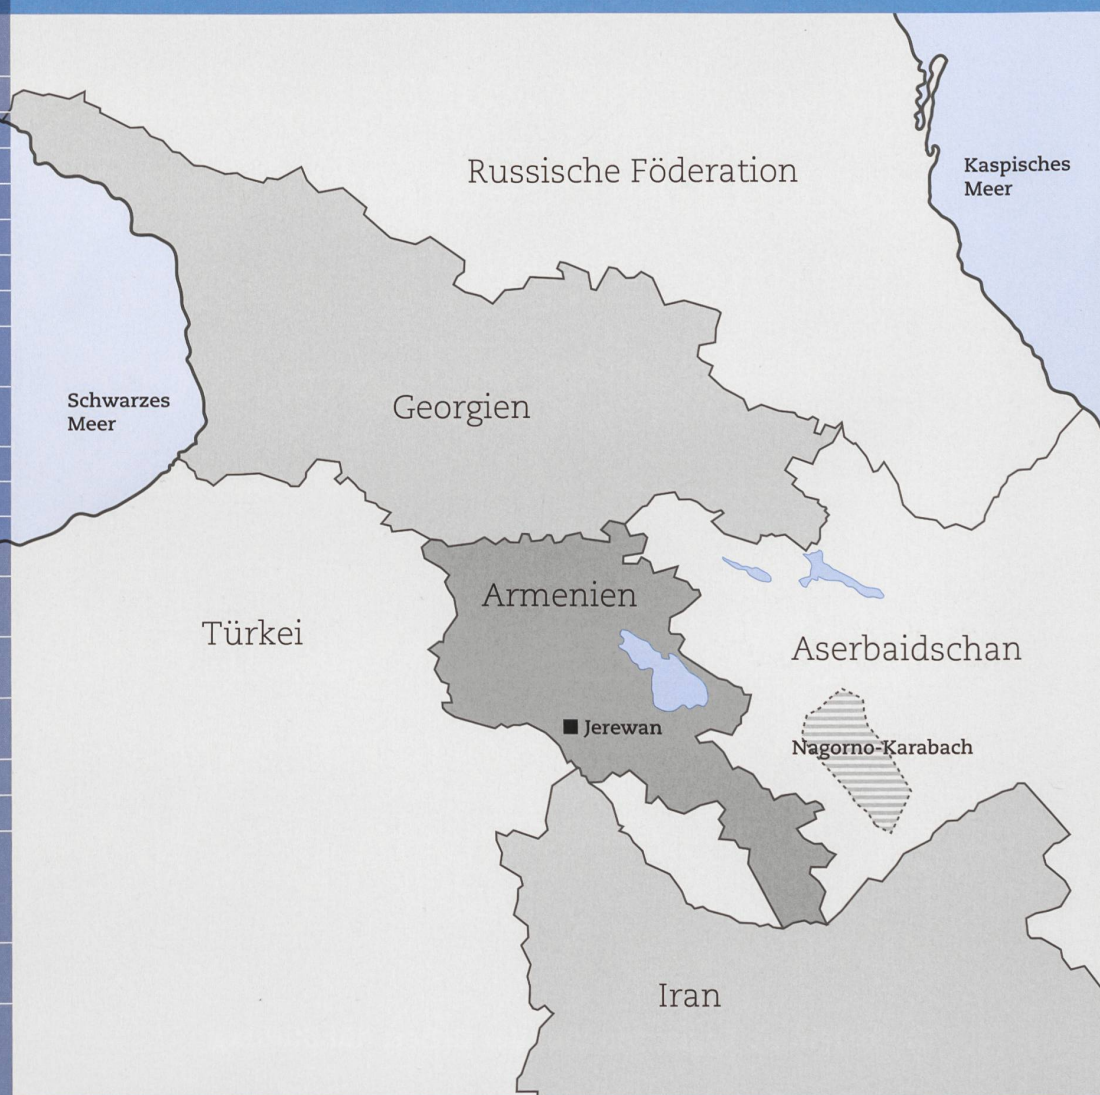 Russische Föderation
Kaspisches
Meer
Schwarzes
Meer
Georgien
Armenien
Türkei
Aserbaidschan
Jerewan
Nagorno-Karabach
Iran